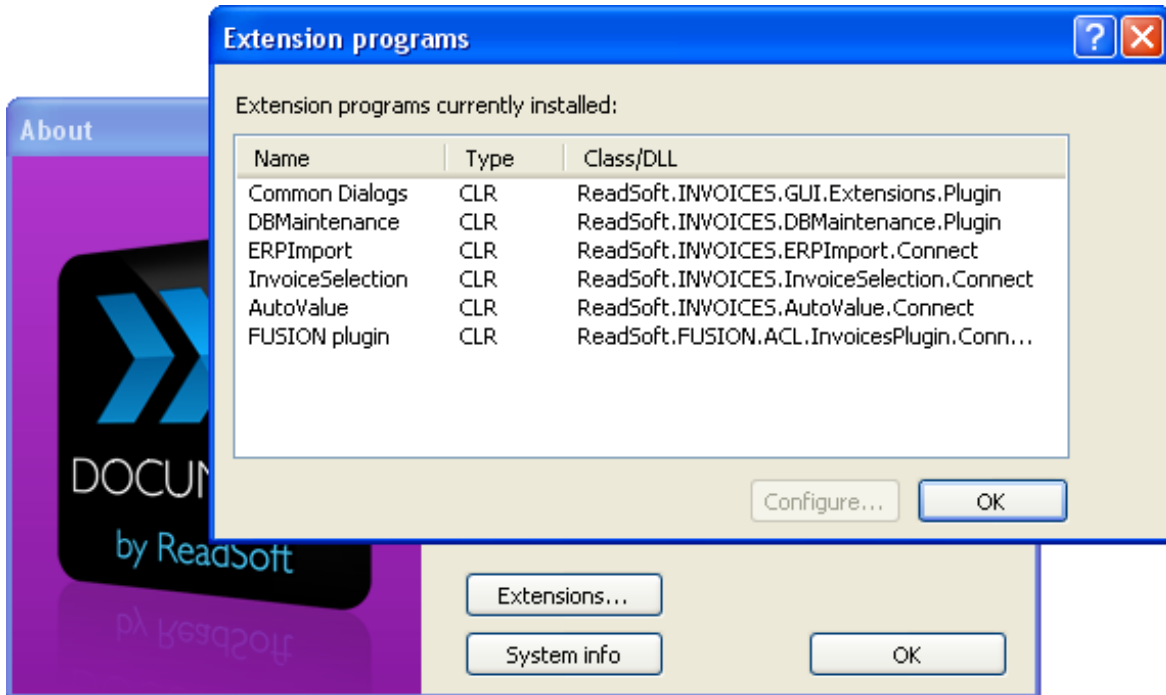 Extension programs
Extension programs currently installed:
About
Name Type Class/DLL
Common Dialogs CLR ReadSoft.INVOICES.GUI.Extensions.Plugin
DBMaintenance CLR ReadSoft.INVOICES.DBMaintenance.Plugin
ERPImport CLR ReadSoft.INVOICES.ERPImport.Connect
InvoiceSelection CLR ReadSoft.INVOICES.InvoiceSelection.Connect
AutoValue CLR ReadSoft.INVOICES.AutoValue.Connect
FUSION plugin CLR ReadSoft.FUSION.ACL.InvoicesPlugin.Conn...
DOCUM
Configure... OK
by ReadSoft
Extensions...
by ReadSoft
System info OK